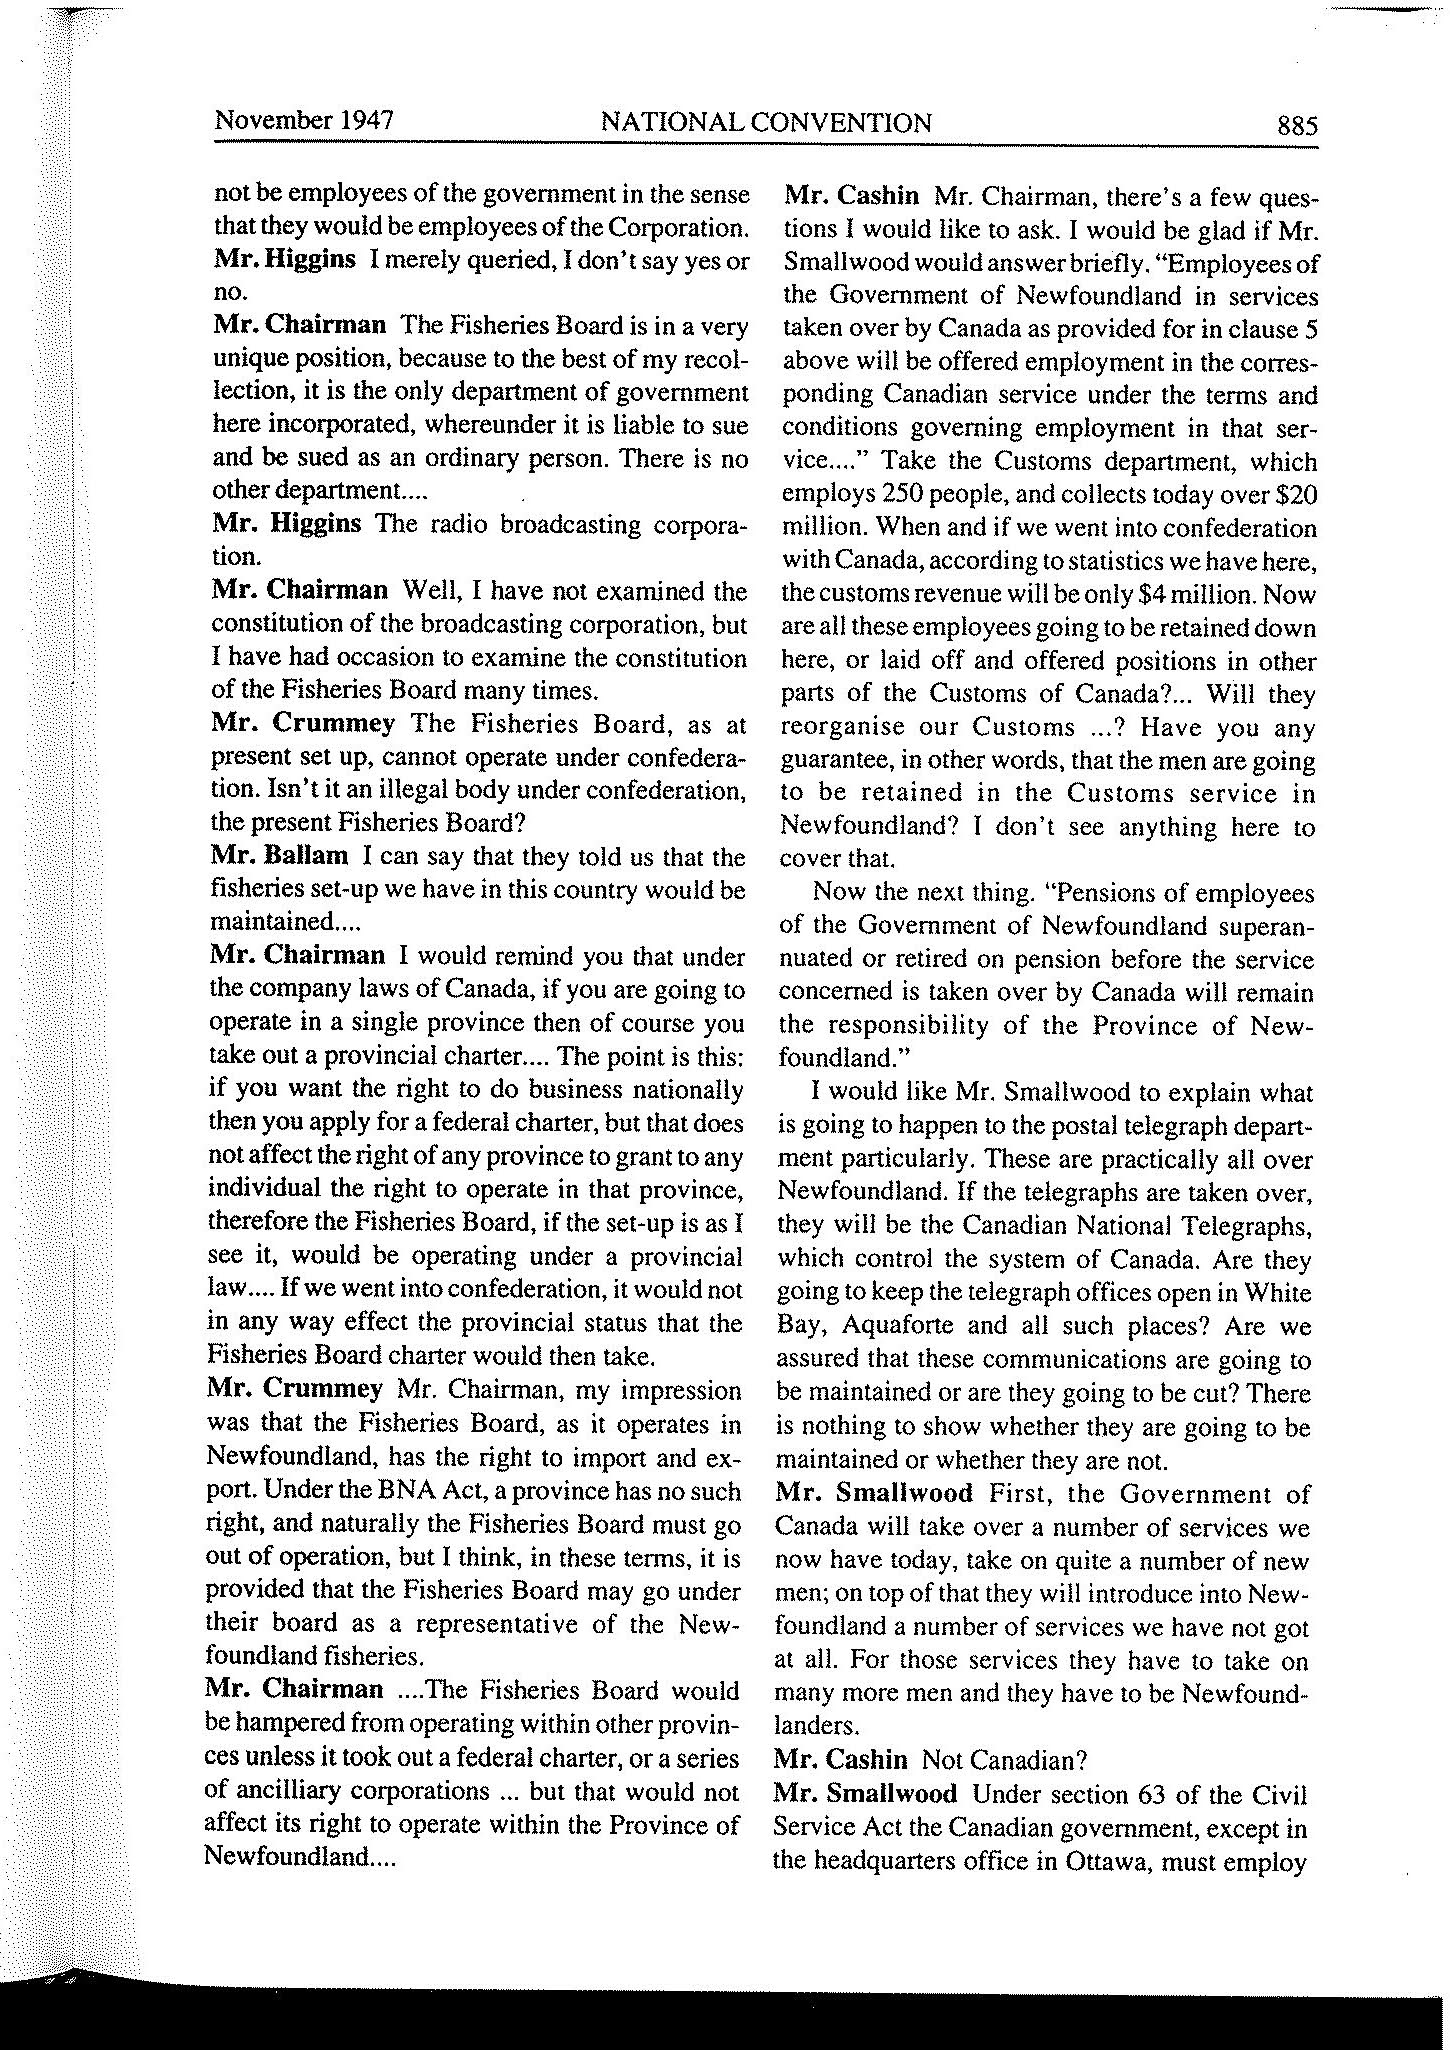 November 1947 NATIONAL CONVENTION 885
not be employees of the government in the sense
that they would be employees of the Corporation.
Mr. Higgins I merely queried, I don't say yes or
no.
Mr. Chairman The Fisheries Board is in a very
unique position, because to the best of my recol-
lection, it is the only department of government
here incorporated, whereunder it is liable to sue
and be sued as an ordinary person. There is no
other department....
Mr. Higgins The radio broadcasting corpora-
tion.
Mr. Chairman Well, I have not examined the
constitution of the broadcasting corporation, but
I have had occasion to examine the constitution
of the Fisheries Board many times.
Mr. Crummey The Fisheries Board, as at
present set up, cannot operate under confedera-
tion. Isn't it an illegal body under confederation,
the present Fisheries Board?
Mr. Ballam I can say that they told us that the
fisheries set-up we have in this country would be
maintained....
Mr. Chairman I would remind you that under
the company laws of Canada, if you are going to
operate in a single province then of course you
take out a provincial charter.... The point is this:
if you want the right to do business nationally
then you apply for a federal charter, but that does
not affect the right of any province to grant to any
individual the right to operate in that province,
therefore the Fisheries Board, if the set-up is as I
see it, would be operating under a provincial
law.... If we went into confederation, it would not
in any way effect the provincial status that the
Fisheries Board charter would then take.
Mr. Crummey Mr. Chairman, my impression
was that the Fisheries Board, as it operates in
Newfoundland, has the right to import and ex-
port. Under the BNA Act, a province has no such
right, and naturally the Fisheries Board must go
out of operation, but I think, in these terms, it is
provided that the Fisheries Board may go under
their board as a representative of the New-
foundland fisheries.
Mr. Chairman ....The Fisheries Board would
be hampered from operating within other provin-
ces unless it took out a federal charter, or a series
of ancilliary corporations ... but that would not
affect its right to operate within the Province of
Newfoundland....
Mr. Cashin Mr. Chairman, there's a few ques-
tions I would like to ask. I would be glad if Mr.
Smallwood would answer briefly. "Employees of
the Government of Newfoundland in services
taken over by Canada as provided for in clause 5
above will be offered employment in the corres-
ponding Canadian service under the terms and
conditions governing employment in that ser-
vice...." Take the Customs department, which
employs 250 people, and collects today over $20
million. When and if we went into confederation
with Canada, according to statistics we have here,
the customs revenue will be only $4 million. Now
are all these employees going to be retained down
here, or laid off and offered positions in other
parts of the Customs of Canada?... Will they
reorganise our Customs ...? Have you any
guarantee, in other words, that the men are going
to be retained in the Customs service in
Newfoundland? I don't see anything here to
cover that.
Now the next thing. "Pensions of employees
of the Government of Newfoundland superan-
nuated or retired on pension before the service
concerned is taken over by Canada will remain
the responsibility of the Province of New-
foundland."
I would like Mr. Smallwood to explain what
is going to happen to the postal telegraph depart-
ment particularly. These are practically all over
Newfoundland. If the telegraphs are taken over,
they will be the Canadian National Telegraphs,
which control the system of Canada. Are they
going to keep the telegraph offices open in White
Bay, Aquaforte and all such places? Are we
assured that these communications are going to
be maintained or are they going to be cut? There
is nothing to show whether they are going to be
maintained or whether they are not.
Mr. Smallwood First, the Government of
Canada will take over a number of services we
now have today, take on quite a number of new
men; on top of that they will introduce into New-
foundland a number of services we have not got
at all. For those services they have to take on
many more men and they have to be Newfound-
landers.
Mr. Cashin Not Canadian?
Mr. Smallwood Under section 63 of the Civil
Service Act the Canadian government, except in
the headquarters office in Ottawa, must employ